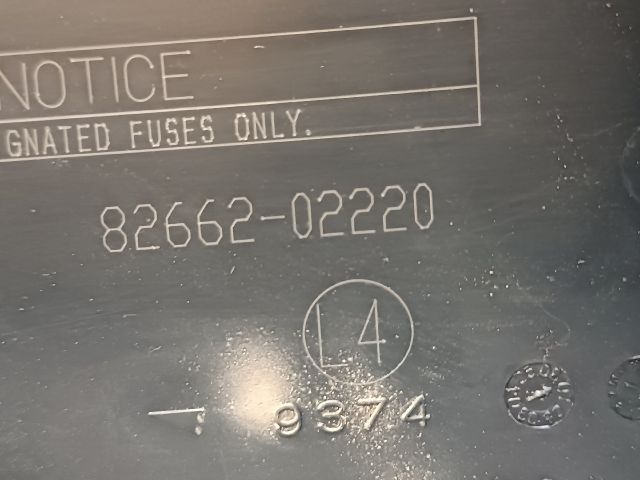 NOTICE
GNATED FUSES ONLY.
82662-02220
L4
9374